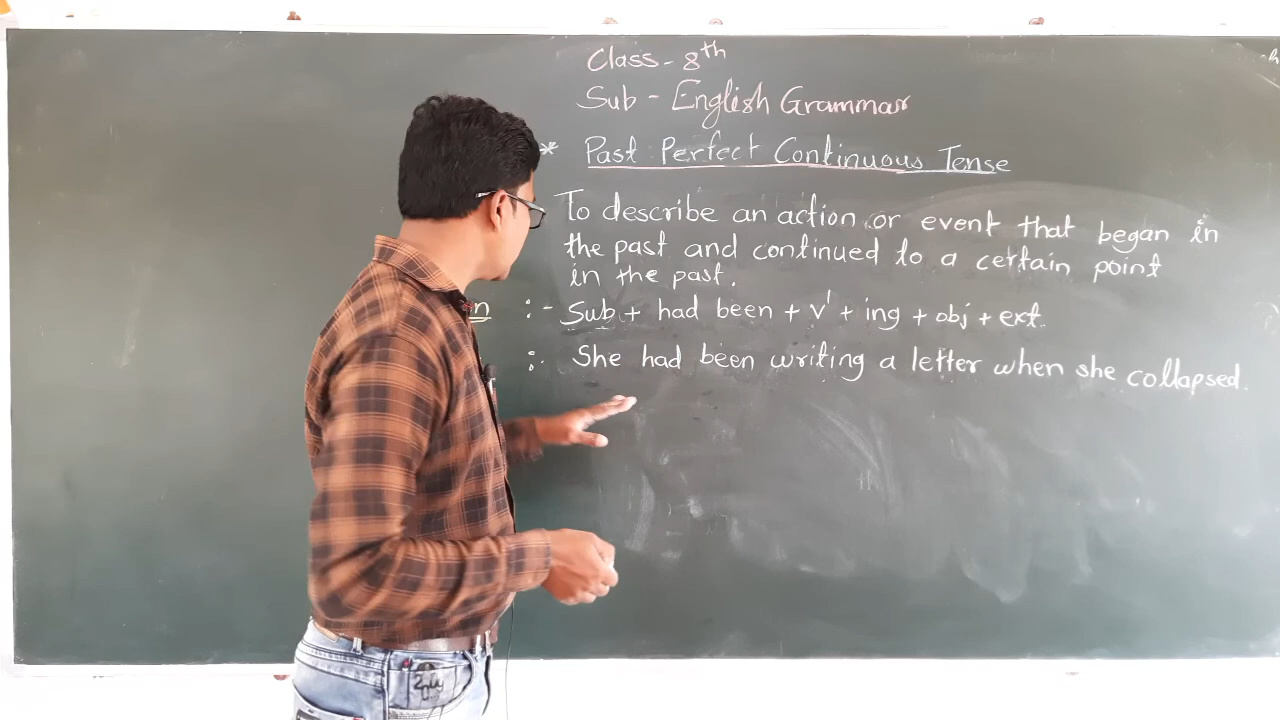 Class - 8th
Sub - English Grammar
* Past Perfect Continuous Tense
To describe an action or event that began in
the past and continued to a certain point
in the past.
:- Sub + had been + v' + ing + obj + ext.
:- She had been writing a letter when she collapsed.